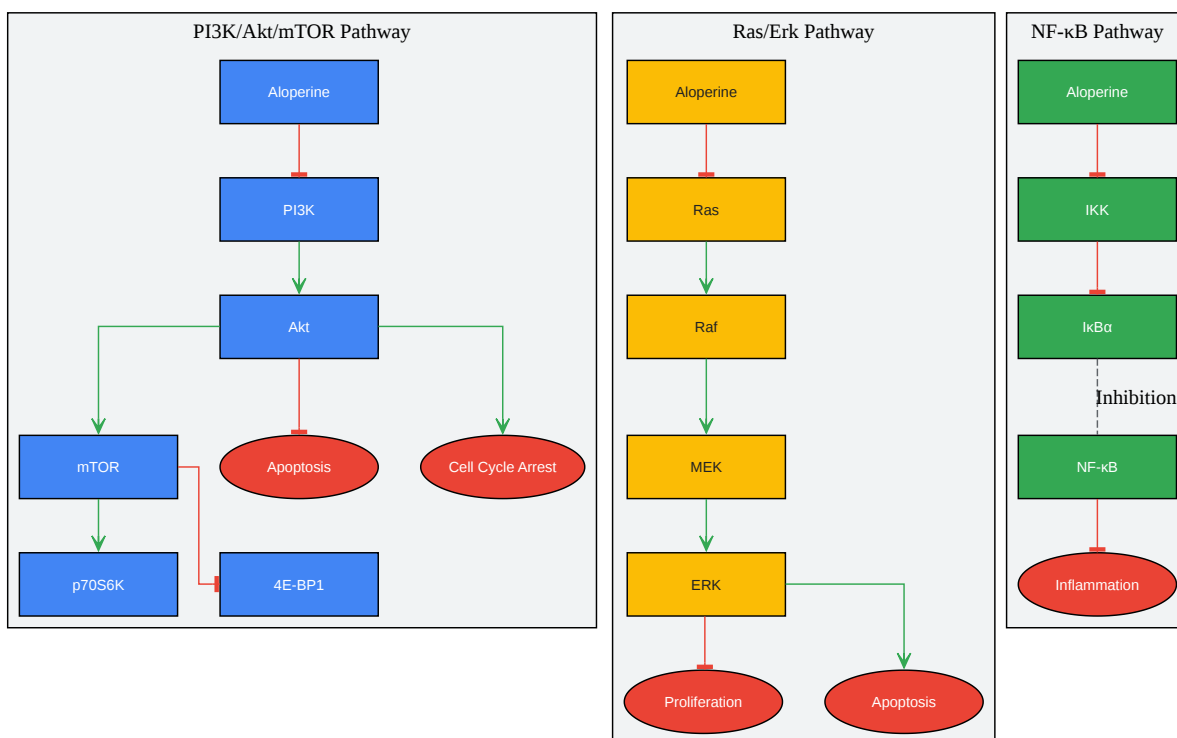 PI3K/Akt/mTOR Pathway
Aloperine
PI3K
Akt
mTOR
Apoptosis
Cell Cycle Arrest
p70S6K
4E-BP1
Ras/Erk Pathway
Aloperine
Ras
Raf
MEK
ERK
Proliferation
Apoptosis
NF-κB Pathway
Aloperine
IKK
IκBα
Inhibition
NF-κB
Inflammation